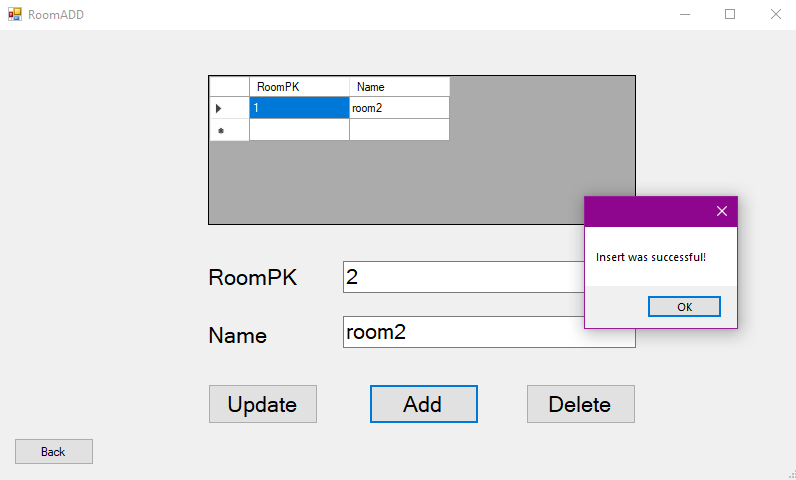 RoomADD
RoomPK Name
1 room2
Insert was successful!
OK
RoomPK 2
Name room2
Update Add Delete
Back